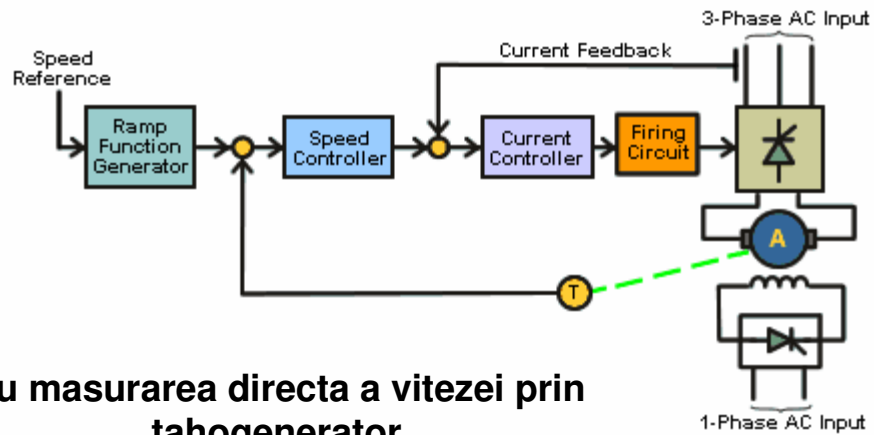 3-Phase AC Input
Current Feedback
Speed
Reference
Ramp
Function
Generator
Speed
Controller
Current
Controller
Firing
Circuit
A
T
u masurarea directa a vitezei prin
tahogenerator
1-Phase AC Input